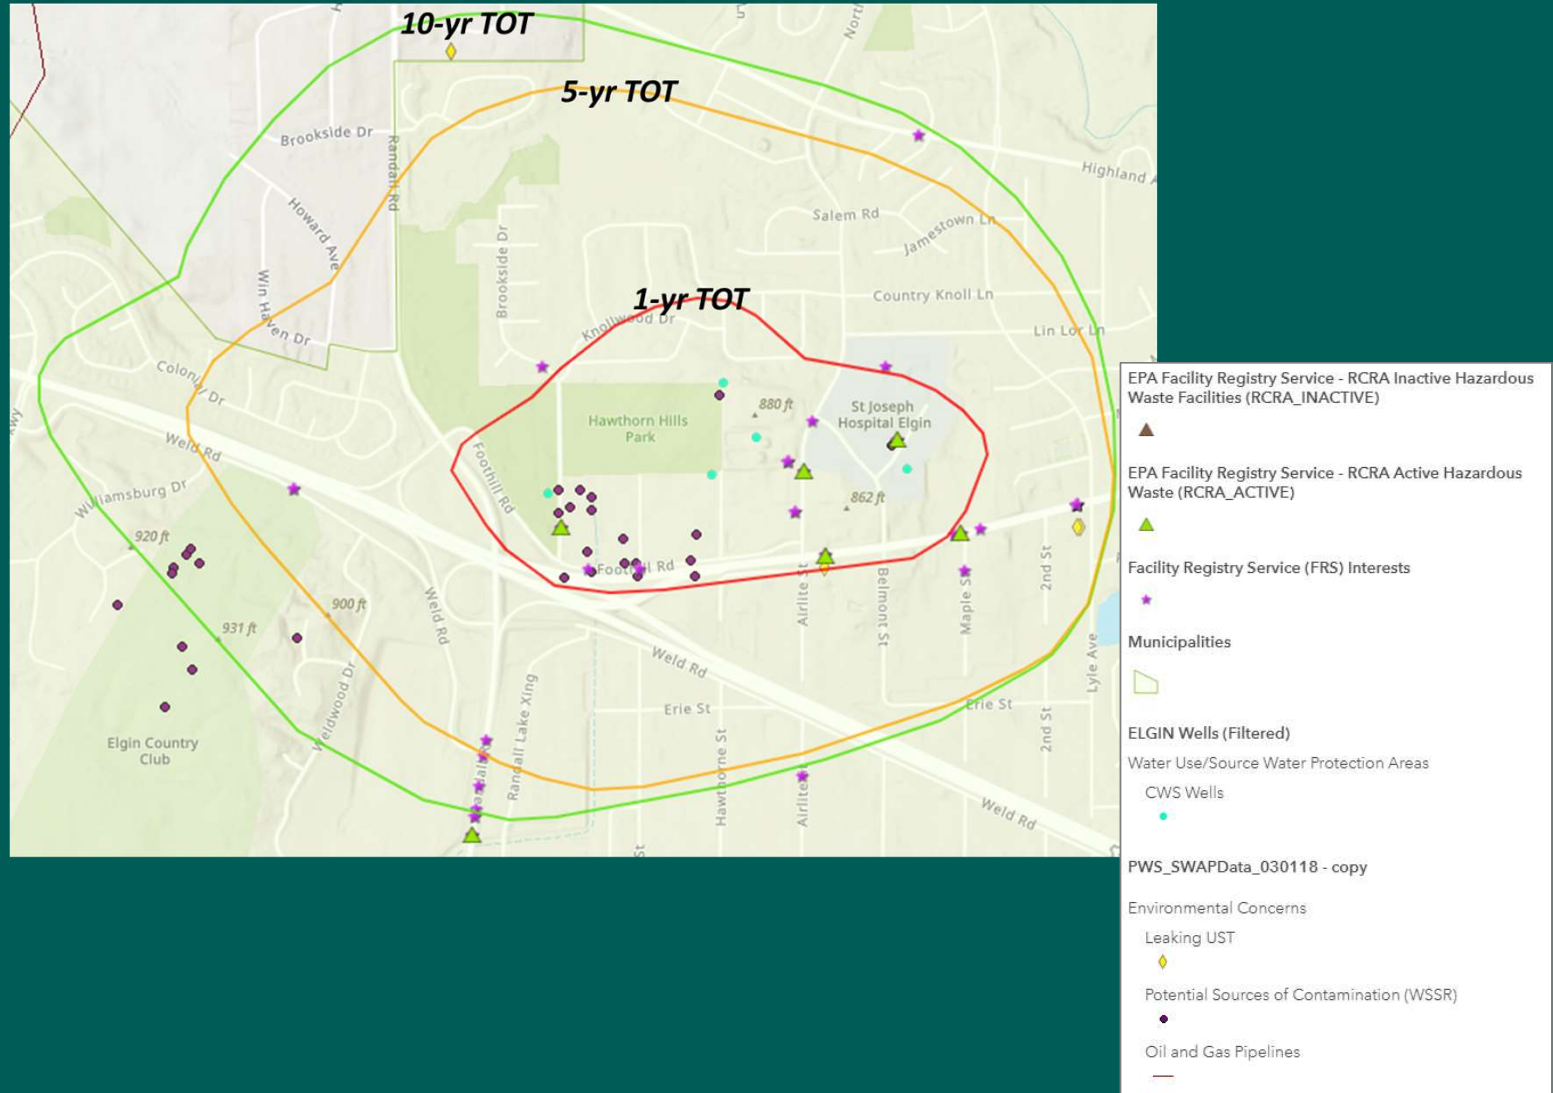 10-yr TOT
5-yr TOT
Brookside Dr
Randall Rd
Highland
Howard Ave
Salem Rd
Jamestown Ln
Brookside Dr
Win Haven Dr
1-yr TOT
Country Knoll Ln
Knollwood Dr
Lin Lor Ln
Colony Dr
880 ft
St Joseph
Hospital Elgin
Hawthorn Hills
Park
Weld Rd
Foothill Rd
Williamsburg Dr
862 ft
920 ft
Foothill Rd
2nd St
Airlite St
Belmont St
Maple St
900 ft
931 ft
Weld Rd
Weld Rd
Lyle Ave
Weldwood Dr
Randall Lake Xing
Erie St
Erie St
2nd St
Elgin Country
Club
Hawthorne St
Airlite
St
Weld Rd
EPA Facility Registry Service - RCRA Inactive Hazardous
Waste Facilities (RCRA_INACTIVE)
EPA Facility Registry Service - RCRA Active Hazardous
Waste (RCRA_ACTIVE)
Facility Registry Service (FRS) Interests
Municipalities
ELGIN Wells (Filtered)
Water Use/Source Water Protection Areas
CWS Wells
PWS_SWAPData_030118 - copy
Environmental Concerns
Leaking UST
Potential Sources of Contamination (WSSR)
Oil and Gas Pipelines